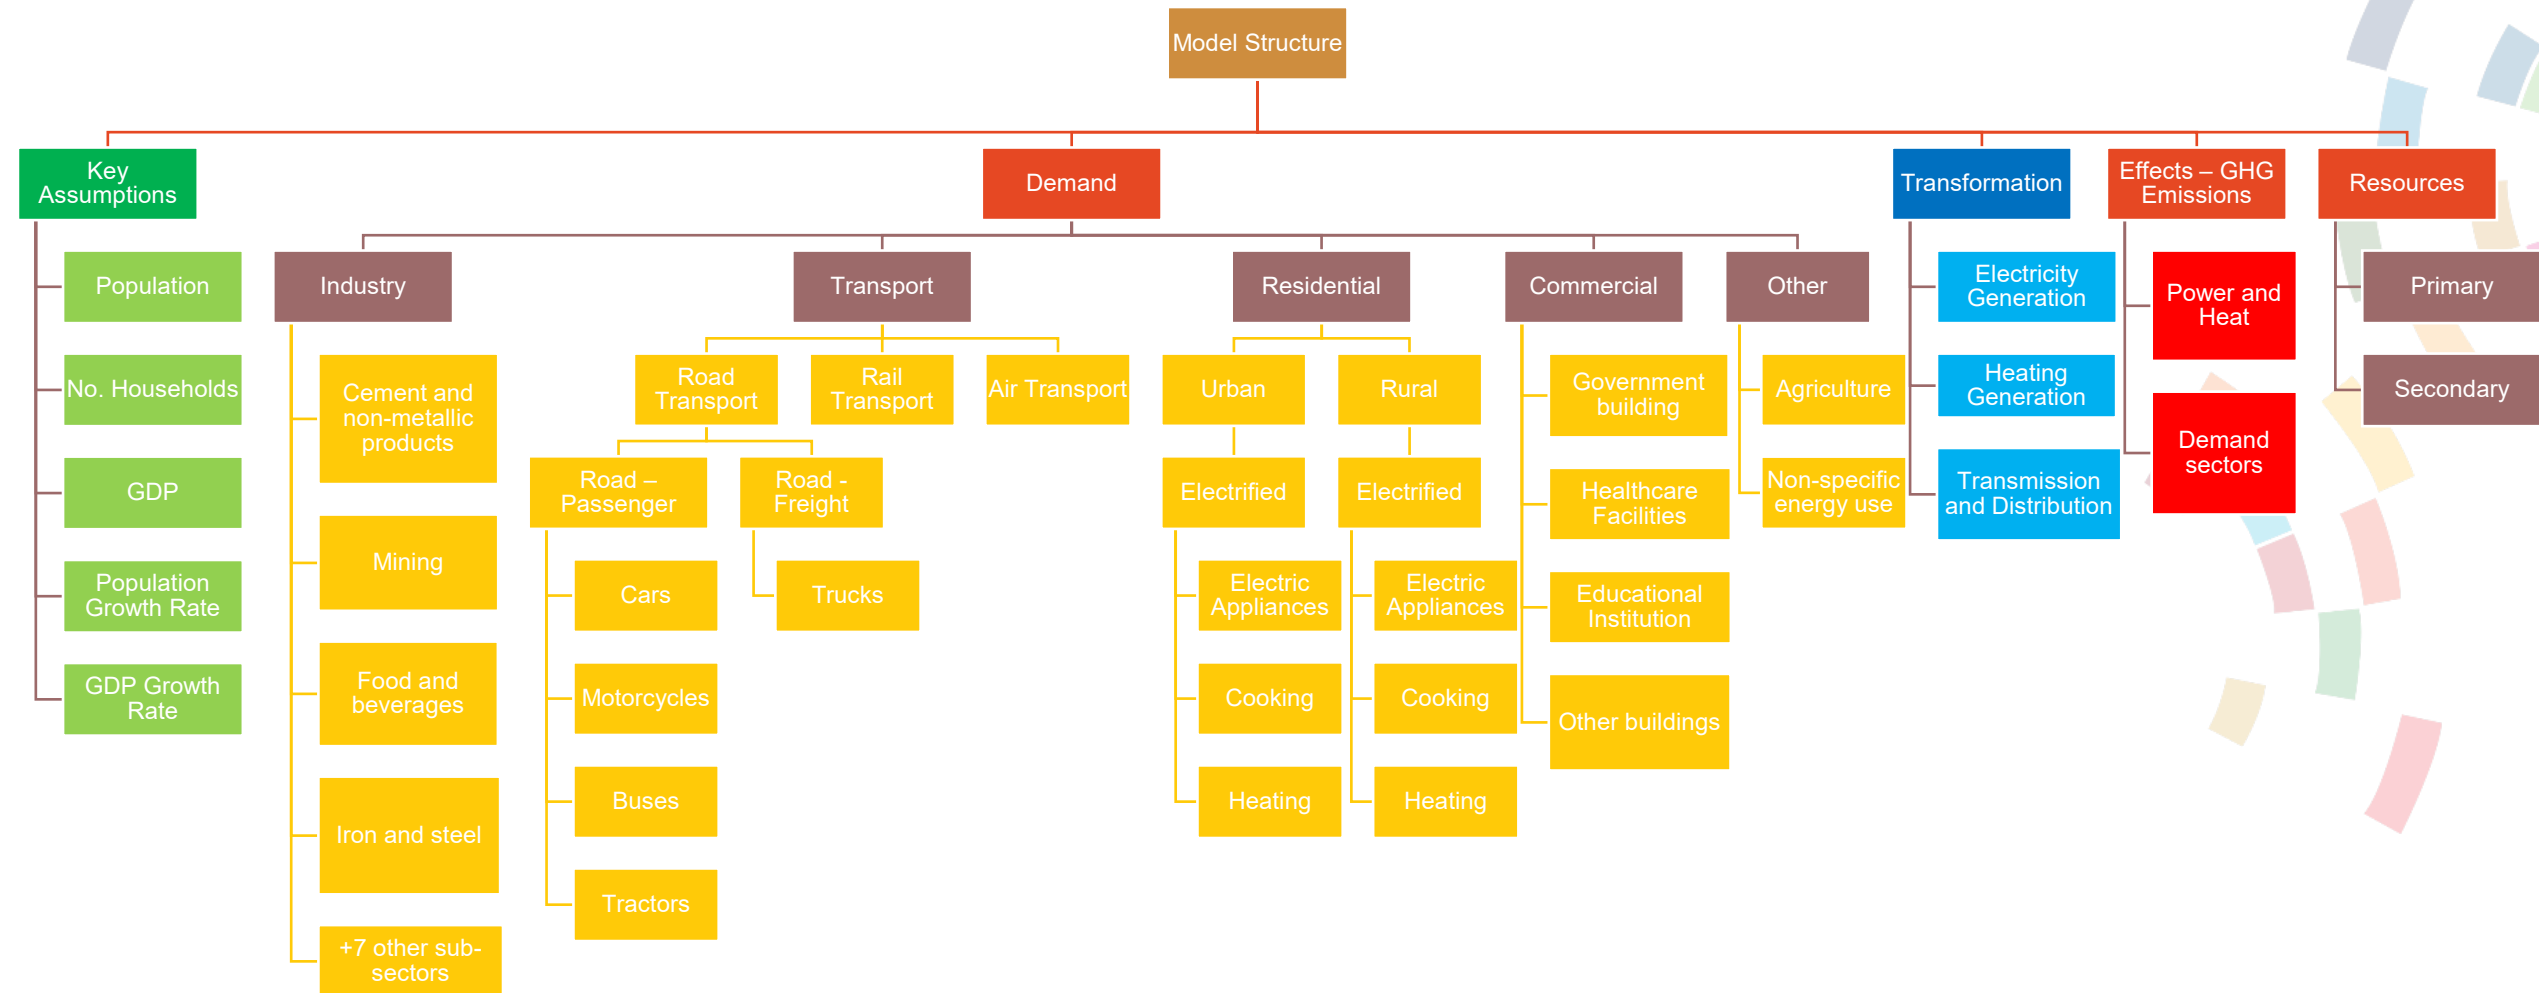 Model Structure
Key
Assumptions
Demand
Transformation
Effects – GHG
Emissions
Resources
Population
No. Households
GDP
Population
Growth Rate
GDP Growth
Rate
Industry
Cement and
non-metallic
products
Mining
Food and
beverages
Iron and steel
+7 other sub-
sectors
Transport
Road
Transport
Rail
Transport
Air Transport
Road –
Passenger
Road -
Freight
Cars
Motorcycles
Buses
Tractors
Trucks
Residential
Urban
Rural
Electrified
Electrified
Electric
Appliances
Cooking
Heating
Electric
Appliances
Cooking
Heating
Commercial
Government
building
Healthcare
Facilities
Educational
Institution
Other buildings
Other
Agriculture
Non-specific
energy use
Electricity
Generation
Heating
Generation
Transmission
and Distribution
Power and
Heat
Demand
sectors
Primary
Secondary